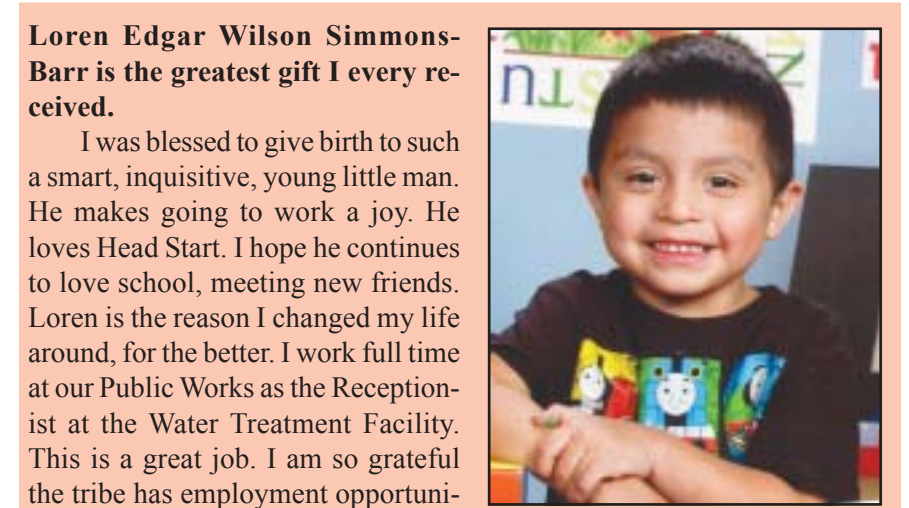 Loren Edgar Wilson Simmons-
Barr is the greatest gift I every re-
ceived.
I was blessed to give birth to such
a smart, inquisitive, young little man.
He makes going to work a joy. He
loves Head Start. I hope he continues
to love school, meeting new friends.
Loren is the reason I changed my life
around, for the better. I work full time
at our Public Works as the Reception-
ist at the Water Treatment Facility.
This is a great job. I am so grateful
the tribe has employment opportuni-